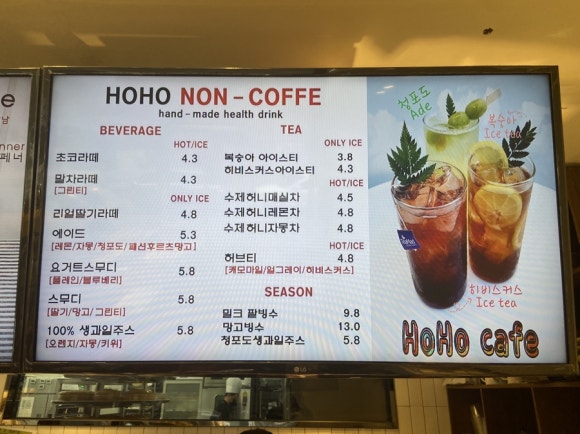 HOHO NON-COFFE
hand-made health drink
BEVERAGE
HOT/ICE
초코라떼 4.3
말차라떼 4.3
[그린티]
ONLY ICE
리얼딸기라떼 4.8
에이드 5.3
[레몬/자몽/청포도/패션후르츠망고]
요거트스무디 5.8
[플레인/블루베리]
스무디 5.8
[딸기/망고/그린티]
100% 생과일주스 5.8
[오렌지/자몽/키위]
TEA
ONLY ICE
복숭아 아이스티 3.8
히비스커스아이스티 4.3
HOT/ICE
수제허니매실차 4.5
수제허니레몬차 4.8
수제허니자몽차 4.8
HOT/ICE
허브티 4.8
[캐모마일/얼그레이/히비스커스]
SEASON
밀크 팥빙수 9.8
망고빙수 13.0
청포도생과일주스 5.8
청포도
Ade
복숭아
Ice tea
히비스커스
Ice tea
HoHo cafe
LG